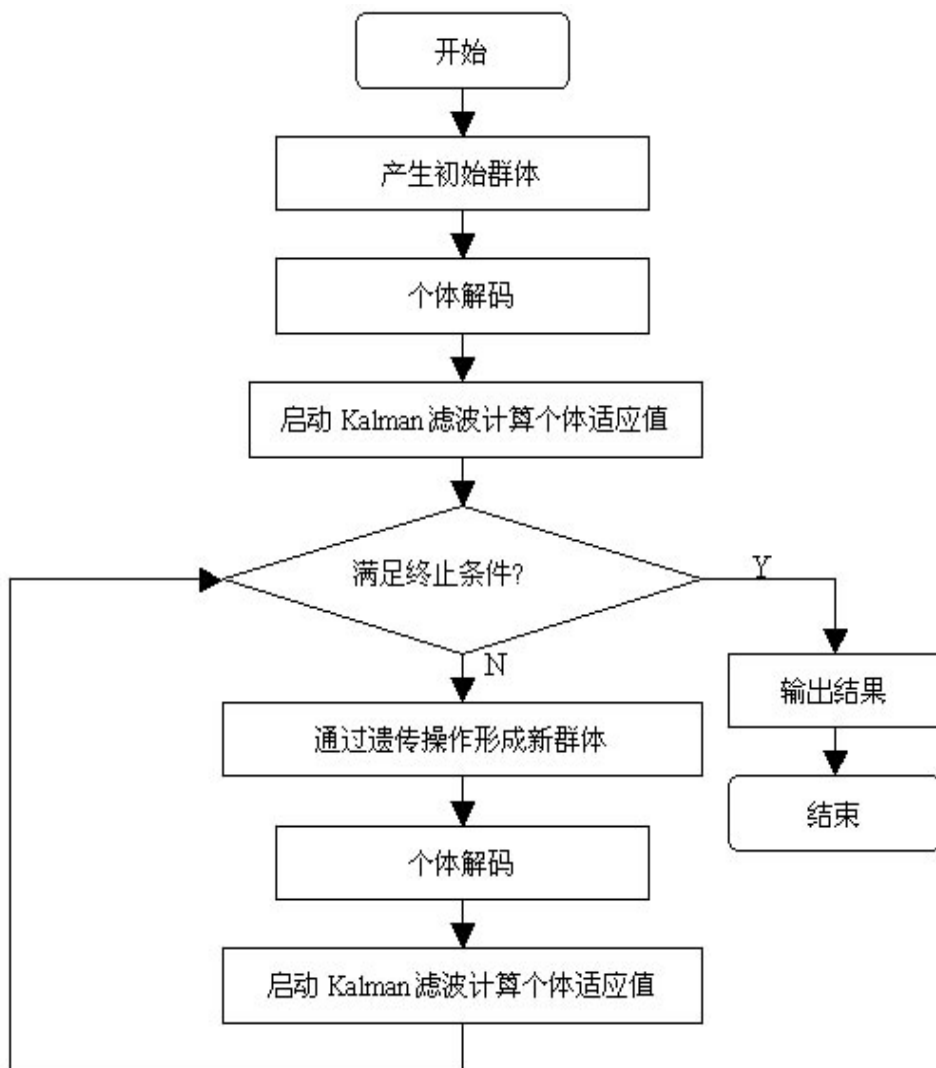 开始
产生初始群体
个体解码
启动 Kalman 滤波计算个体适应值
满足终止条件?
Y
N
输出结果
通过遗传操作形成新群体
结束
个体解码
启动 Kalman 滤波计算个体适应值